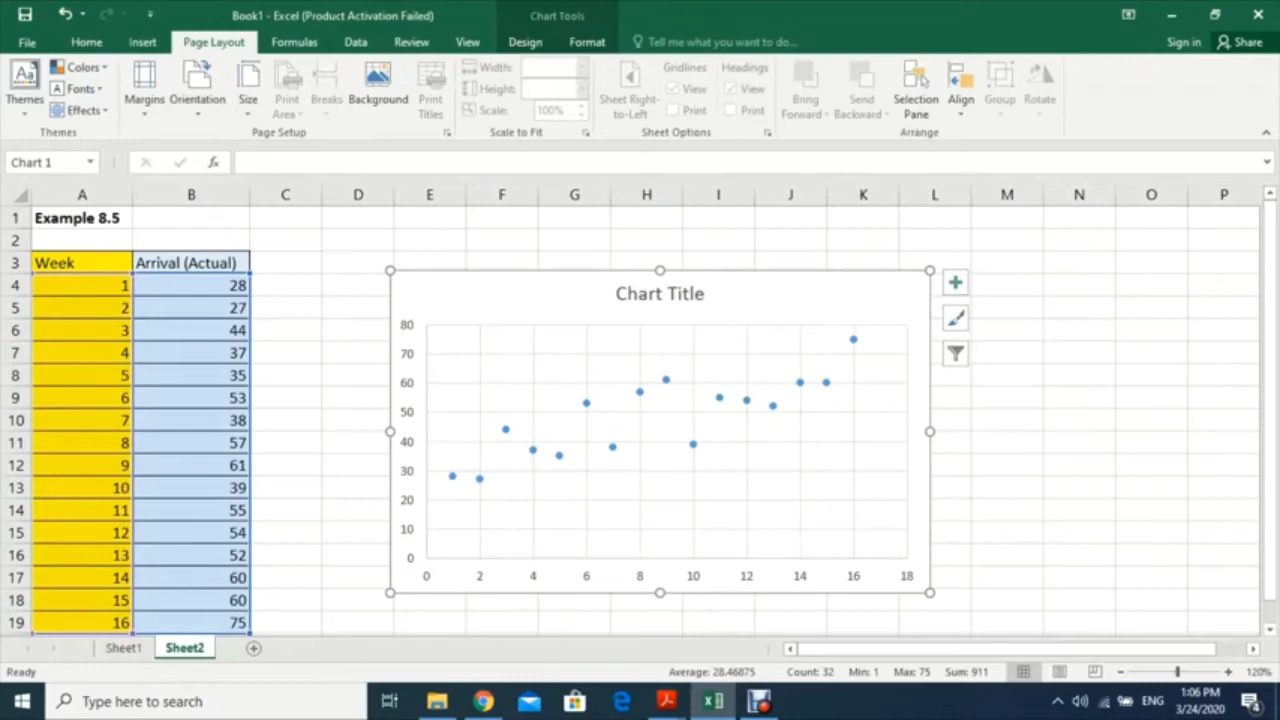 Book1 - Excel (Product Activation Failed)
Chart Tools
File Home Insert Page Layout Formulas Data Review View Design Format Tell me what you want to do... Sign in Share
Themes
Colors
Fonts
Effects
Themes
Margins Orientation Size Print Area Breaks Background Print Titles
Page Setup
Width:
Height:
Scale: 100%
Scale to Fit
Sheet Right-to-Left
Gridlines Headings
View View
Print Print
Sheet Options
Bring Forward Send Backward Selection Pane Align Group Rotate
Arrange
Chart 1 fx
A B C D E F G H I J K L M N O P
1 Example 8.5
2
3 Week Arrival (Actual)
4 1 28
5 2 27
6 3 44
7 4 37
8 5 35
9 6 53
10 7 38
11 8 57
12 9 61
13 10 39
14 11 55
15 12 54
16 13 52
17 14 60
18 15 60
19 16 75
Chart Title
80
70
60
50
40
30
20
10
0
0 2 4 6 8 10 12 14 16 18
Sheet1 Sheet2
Ready Average: 28.46875 Count: 32 Min: 1 Max: 75 Sum: 911 120%
Type here to search
ENG
1:06 PM
3/24/2020
4